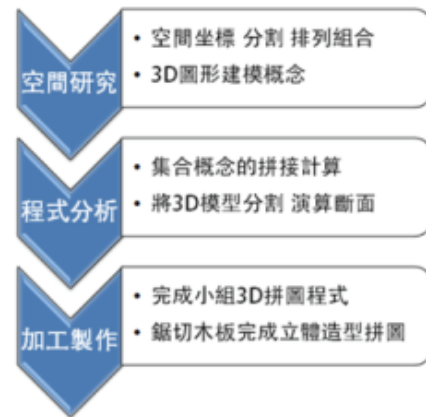 空間研究
• 空間坐標 分割 排列組合
• 3D圖形建模概念
程式分析
• 集合概念的拼接計算
• 將3D模型分割 演算斷面
加工製作
• 完成小組3D拼圖程式
• 鋸切木板完成立體造型拼圖